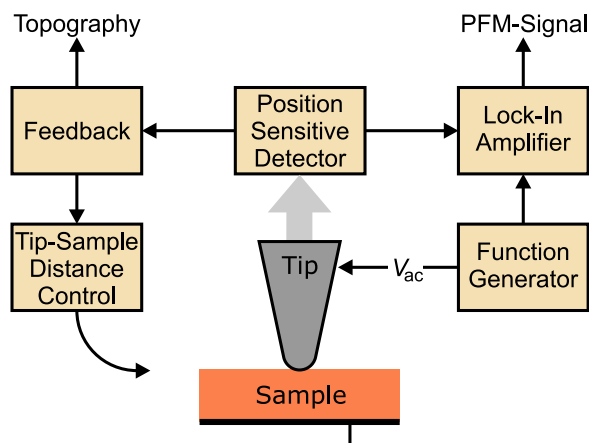 Topography
PFM-Signal
Feedback
Position
Sensitive
Detector
Lock-In
Amplifier
Tip-Sample
Distance
Control
Tip
Vac
Function
Generator
Sample